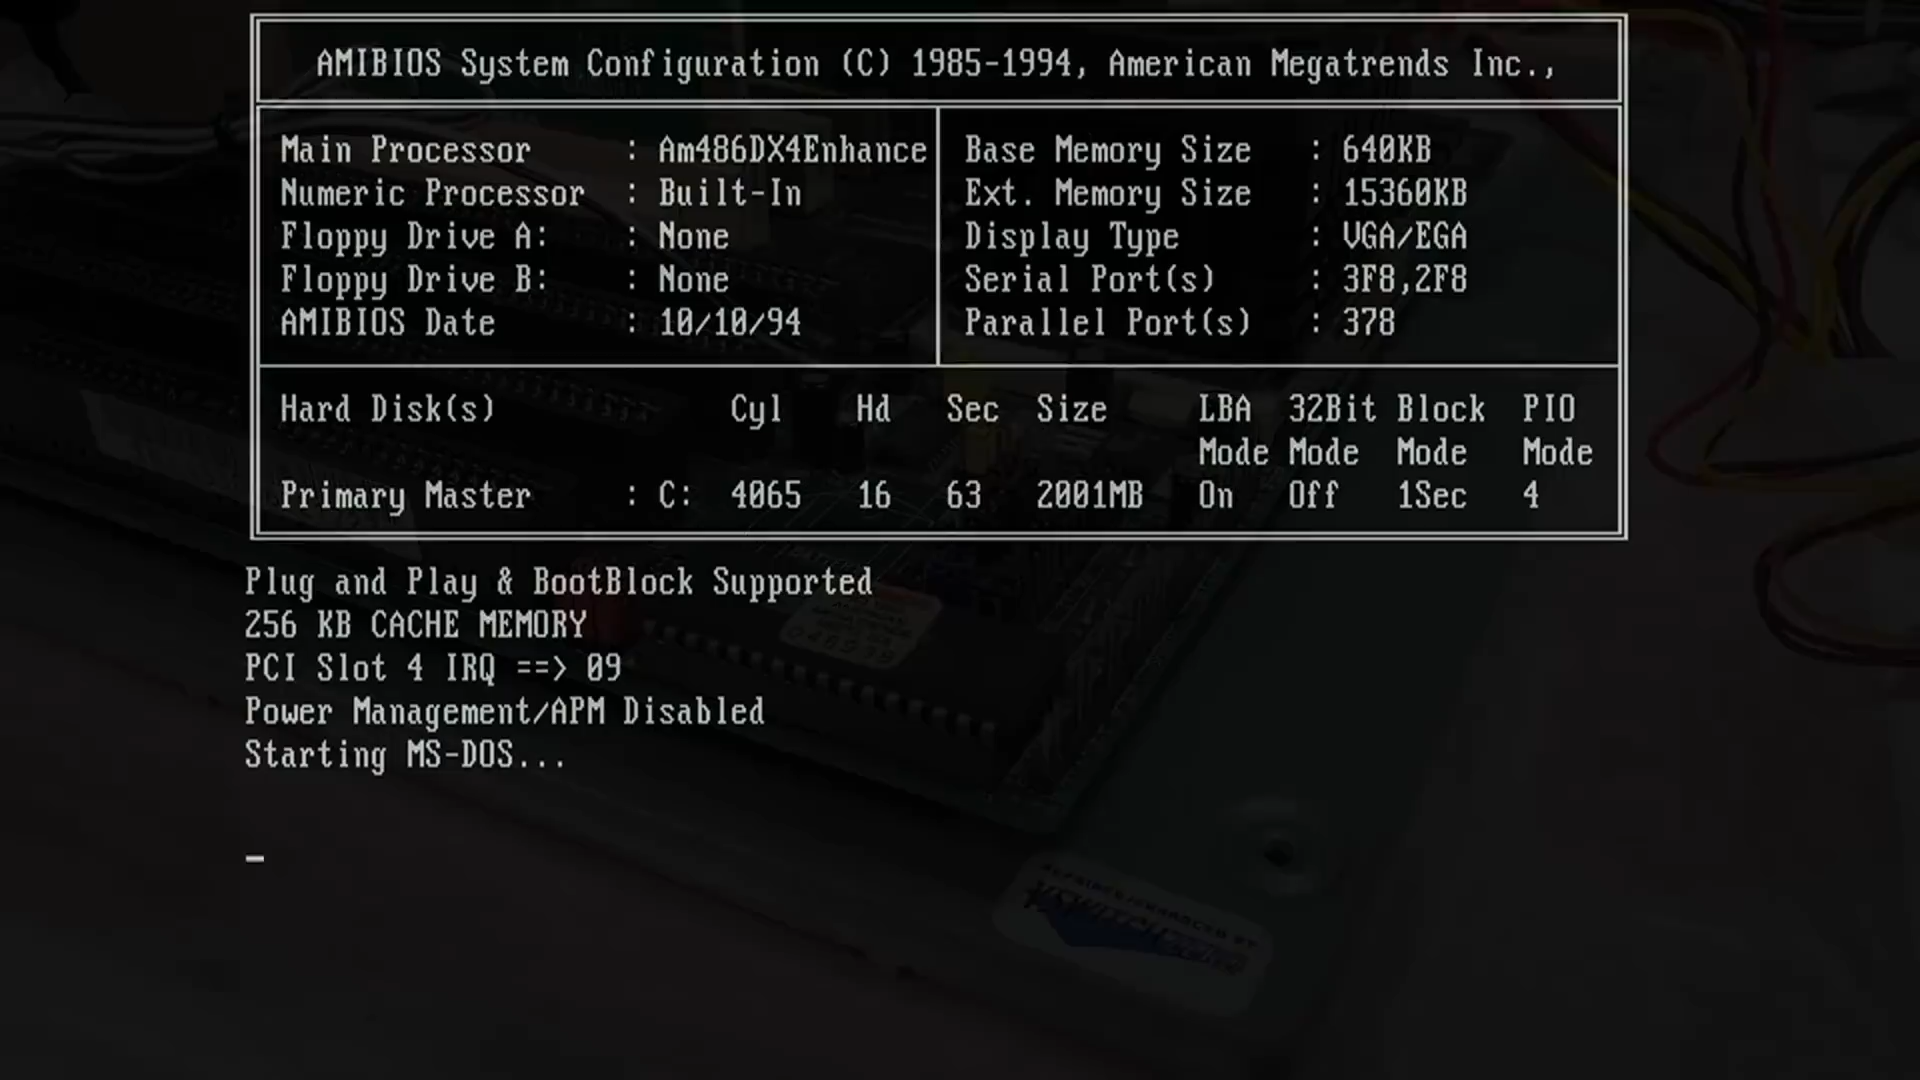 AMIBIOS System Configuration (C) 1985-1994, American Megatrends Inc.,
Main Processor : Am486DX4Enhance Base Memory Size : 640KB
Numeric Processor : Built-In Ext. Memory Size : 15360KB
Floppy Drive A: : None Display Type : VGA/EGA
Floppy Drive B: : None Serial Port(s) : 3F8,2F8
AMIBIOS Date : 10/10/94 Parallel Port(s) : 378
Hard Disk(s) Cyl Hd Sec Size LBA 32Bit Block PIO
Mode Mode Mode Mode
Primary Master : C: 4065 16 63 2001MB On Off 1Sec 4
Plug and Play & BootBlock Supported
256 KB CACHE MEMORY
PCI Slot 4 IRQ ==> 09
Power Management/APM Disabled
Starting MS-DOS...